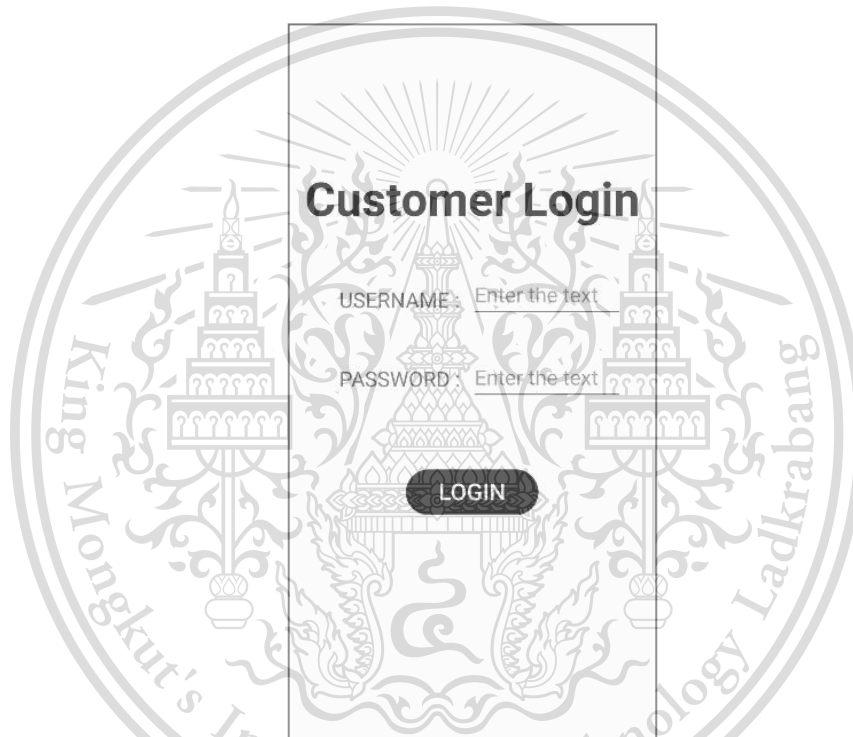 Customer Login
USERNAME : Enter the text
PASSWORD : Enter the text
LOGIN
King Mongkut's
Ladkrabang